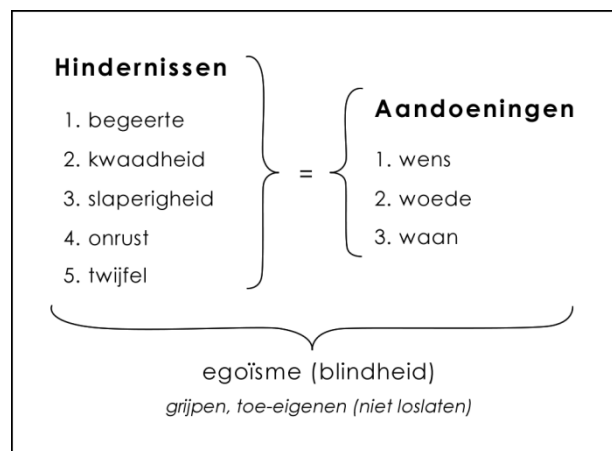 Hindernissen
1. begeerte
2. kwaadheid
3. slaperigheid
4. onrust
5. twijfel
=
Aandoeningen
1. wens
2. woede
3. waan
egoïsme (blindheid)
grijpen, toe-eigenen (niet loslaten)